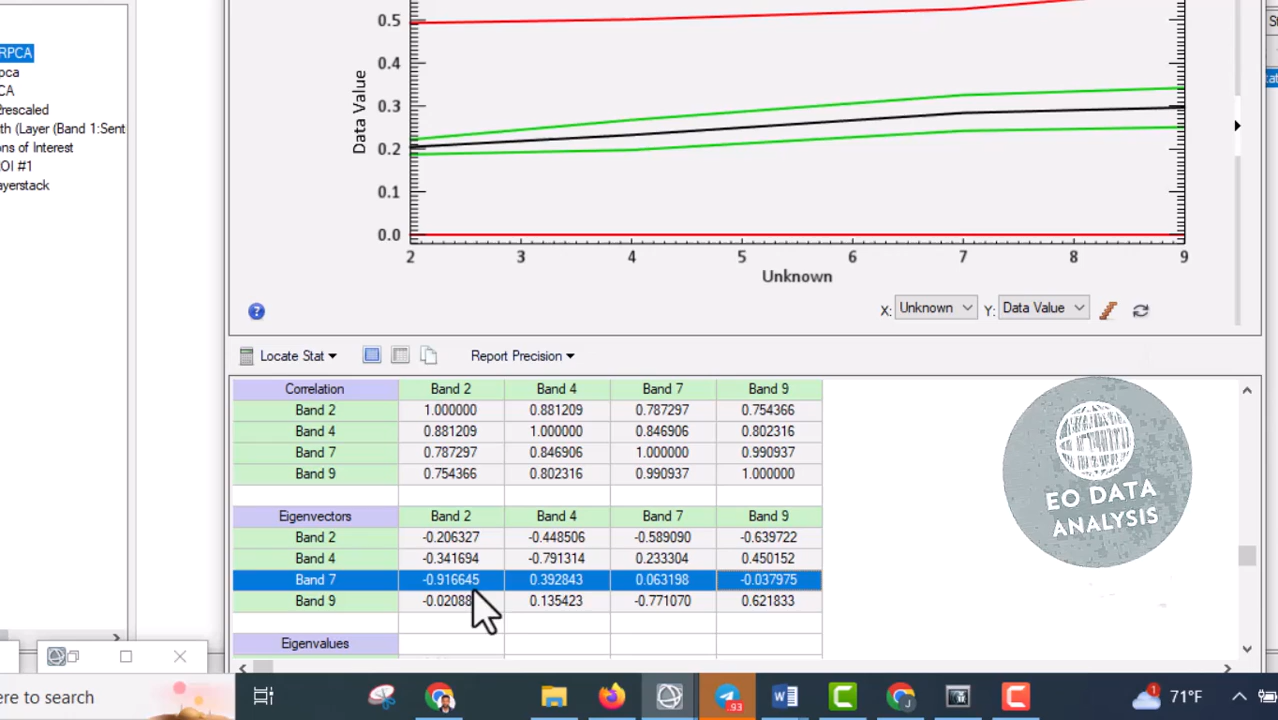 0.5
RPCA
pca
CA
0.4
rescaled
th (Layer (Band 1:Sent
0.3
ons of Interest
OI #1
0.2
ayerstack
0.1
0.0
Data Value
2 3 4 5 6 7 8 9
Unknown
X: Unknown Y: Data Value
Locate Stat Report Precision
Correlation Band 2 Band 4 Band 7 Band 9
Band 2 1.000000 0.881209 0.787297 0.754366
Band 4 0.881209 1.000000 0.846906 0.802316
Band 7 0.787297 0.846906 1.000000 0.990937
Band 9 0.754366 0.802316 0.990937 1.000000
Eigenvectors Band 2 Band 4 Band 7 Band 9
Band 2 -0.206327 -0.448506 -0.589090 -0.639722
Band 4 -0.341694 -0.791314 0.233304 0.450152
Band 7 -0.916645 0.392843 0.063198 -0.037975
Band 9 -0.02088 0.135423 -0.771070 0.621833
Eigenvalues
EO DATA
ANALYSIS
ere to search
93
1
71°F